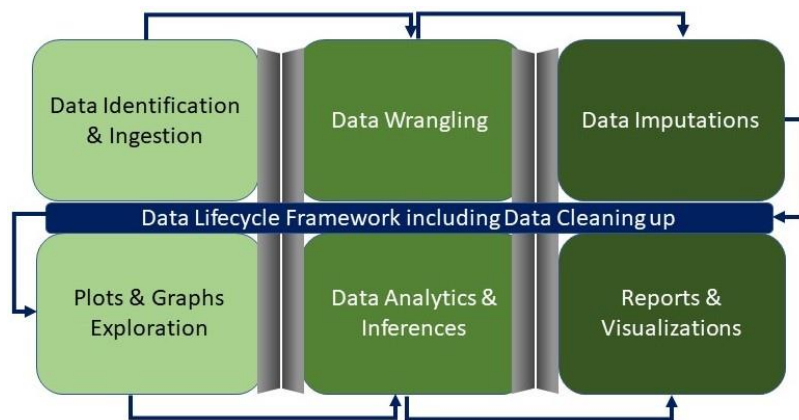 Data Identification
& Ingestion
Data Wrangling
Data Imputations
Data Lifecycle Framework including Data Cleaning up
Plots & Graphs
Exploration
Data Analytics &
Inferences
Reports &
Visualizations